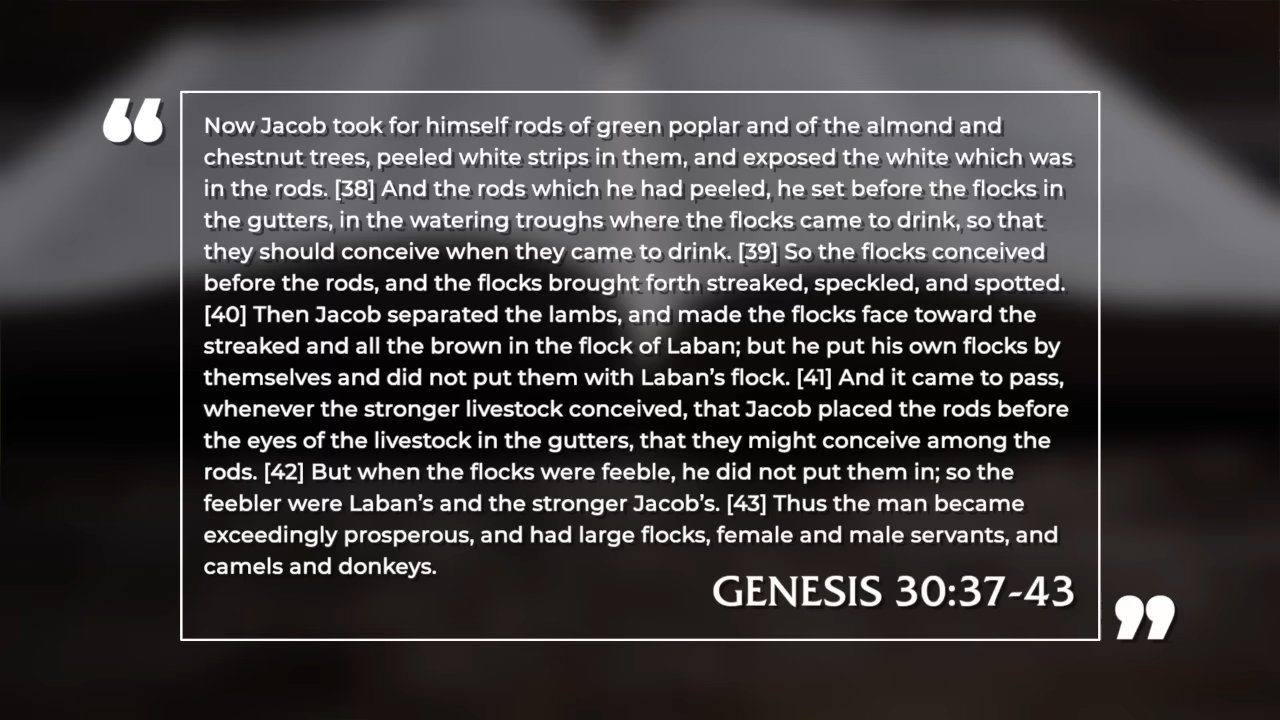 “
Now Jacob took for himself rods of green poplar and of the almond and
chestnut trees, peeled white strips in them, and exposed the white which was
in the rods. [38] And the rods which he had peeled, he set before the flocks in
the gutters, in the watering troughs where the flocks came to drink, so that
they should conceive when they came to drink. [39] So the flocks conceived
before the rods, and the flocks brought forth streaked, speckled, and spotted.
[40] Then Jacob separated the lambs, and made the flocks face toward the
streaked and all the brown in the flock of Laban; but he put his own flocks by
themselves and did not put them with Laban’s flock. [41] And it came to pass,
whenever the stronger livestock conceived, that Jacob placed the rods before
the eyes of the livestock in the gutters, that they might conceive among the
rods. [42] But when the flocks were feeble, he did not put them in; so the
feebler were Laban’s and the stronger Jacob’s. [43] Thus the man became
exceedingly prosperous, and had large flocks, female and male servants, and
camels and donkeys.
GENESIS 30:37-43
”